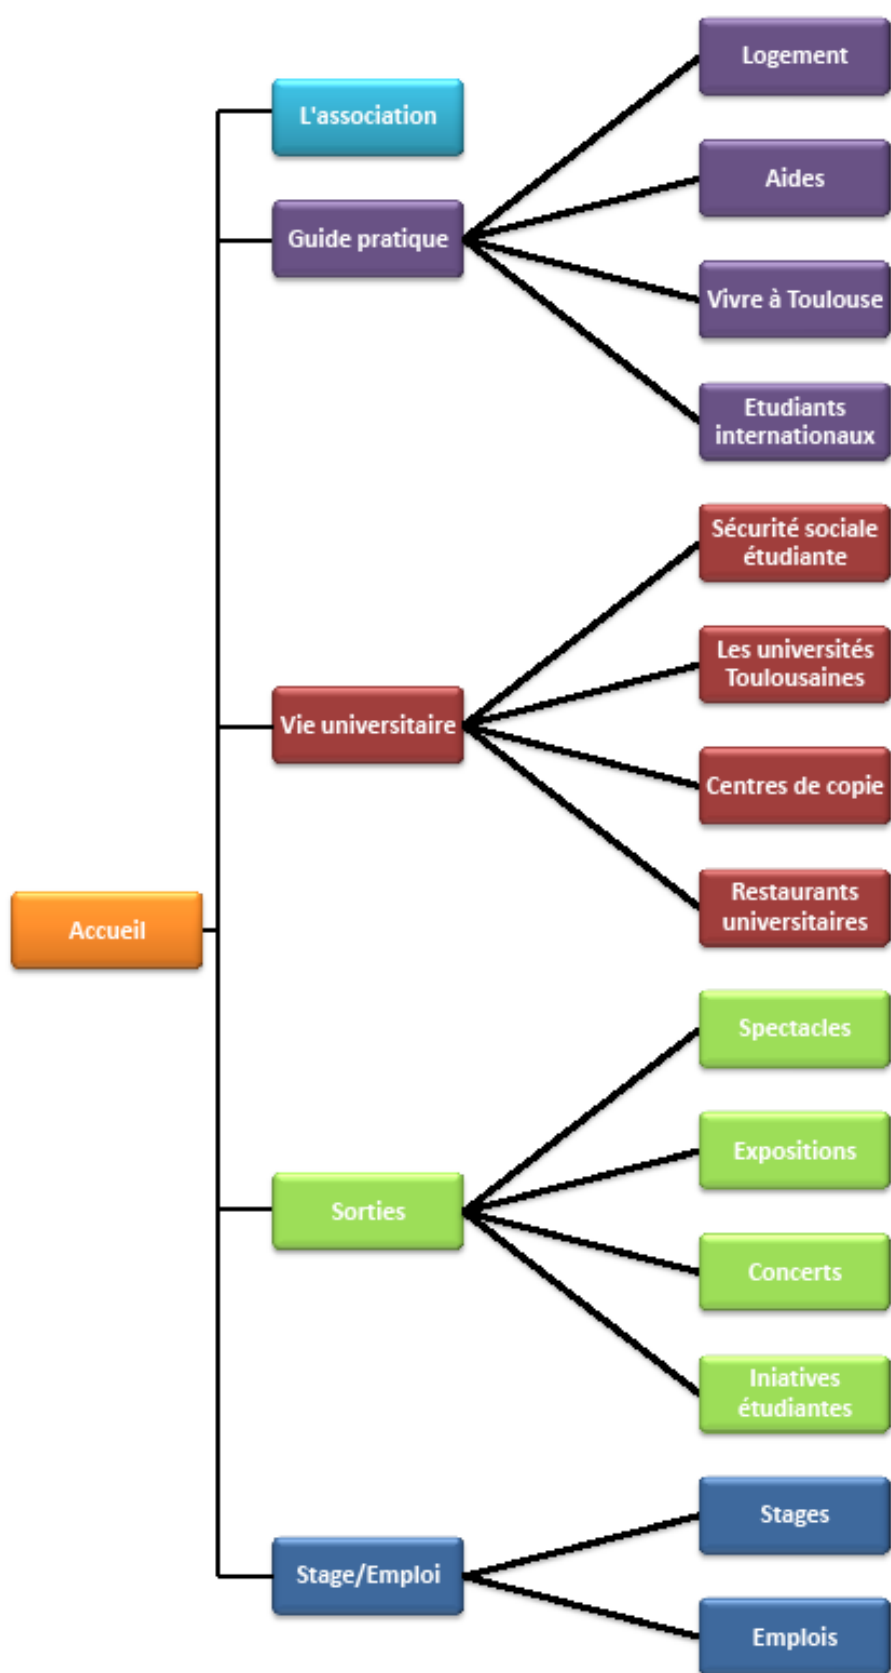 Logement
L'association
Aides
Guide pratique
Vivre à Toulouse
Etudiants
internationaux
Sécurité sociale
étudiante
Les universités
Toulousaines
Vie universitaire
Centres de copie
Restaurants
universitaires
Accueil
Spectacles
Expositions
Sorties
Concerts
Iniatives
étudiantes
Stages
Stage/Emploi
Emplois